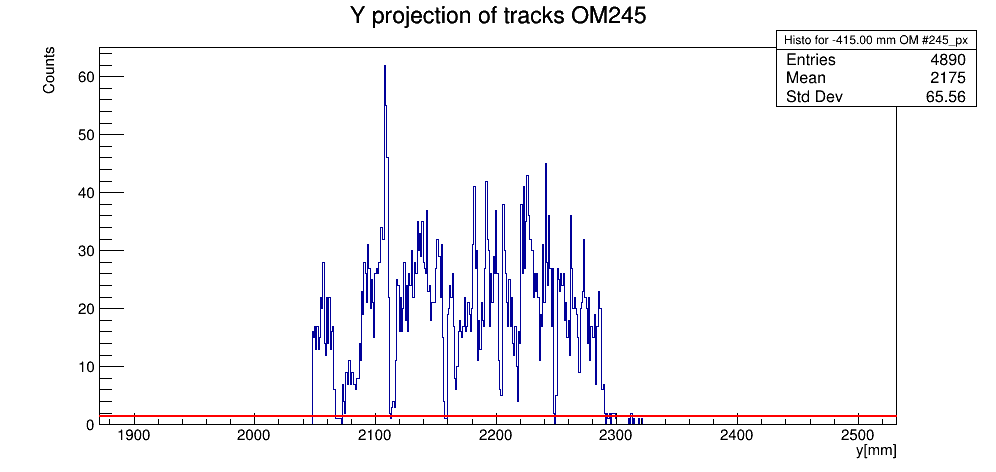 Y projection of tracks OM245
Histo for -415.00 mm OM #245_px
Entries 4890
Mean 2175
Std Dev 65.56
Counts
60
50
40
30
20
10
0
1900 2000 2100 2200 2300 2400 2500
y[mm]